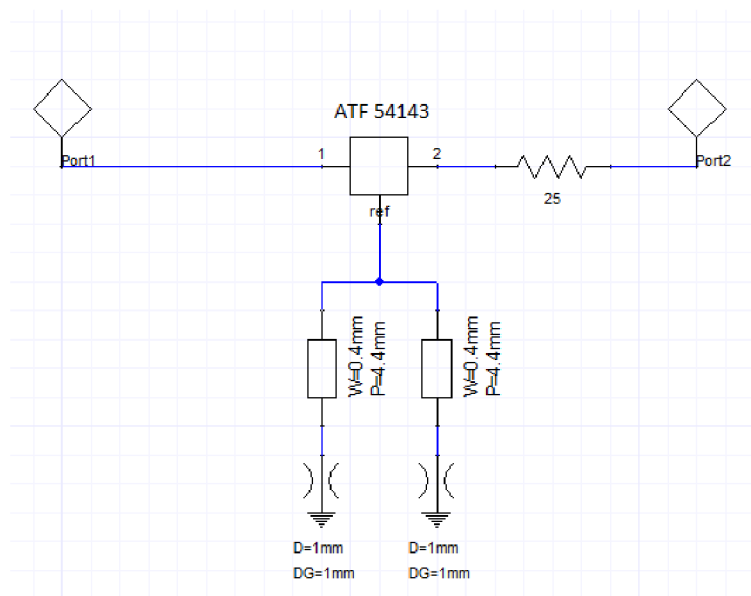 ATF 54143
Port1
1
2
Port2
ref
25
W=0.4mm
P=4.4mm
W=0.4mm
P=4.4mm
D=1mm
DG=1mm
D=1mm
DG=1mm